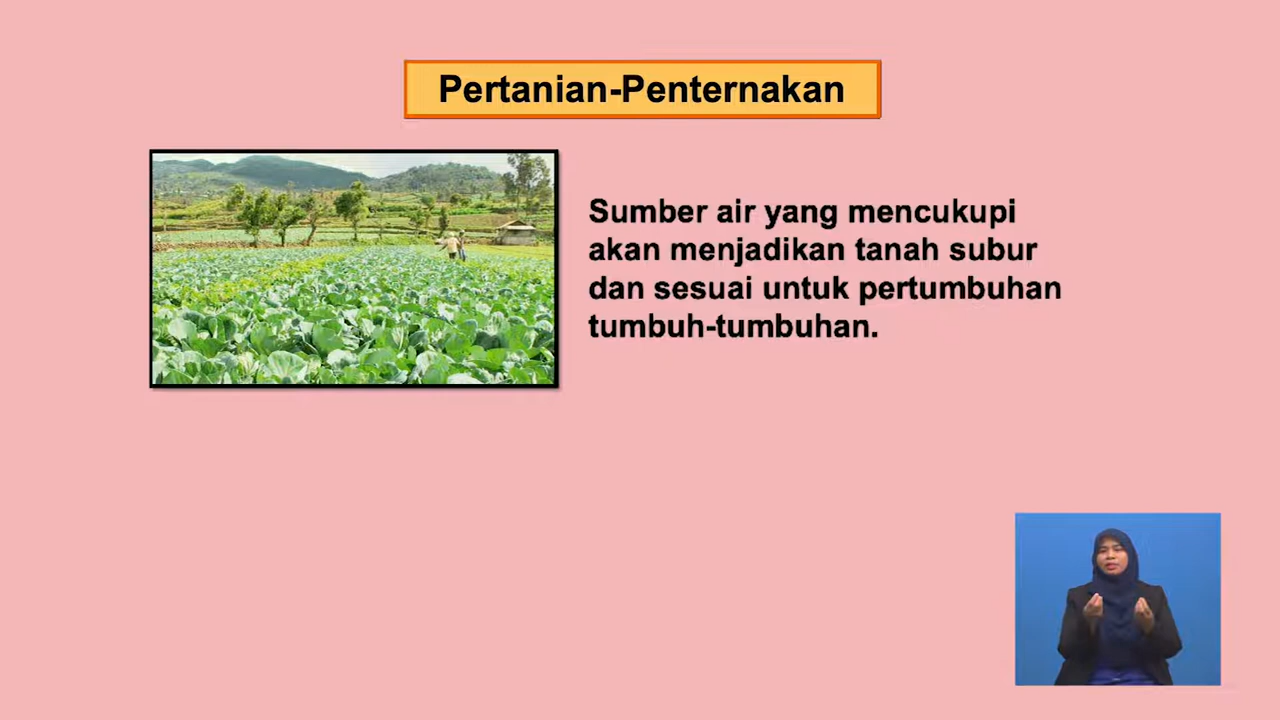 Pertanian-Penternakan
Sumber air yang mencukupi
akan menjadikan tanah subur
dan sesuai untuk pertumbuhan
tumbuh-tumbuhan.